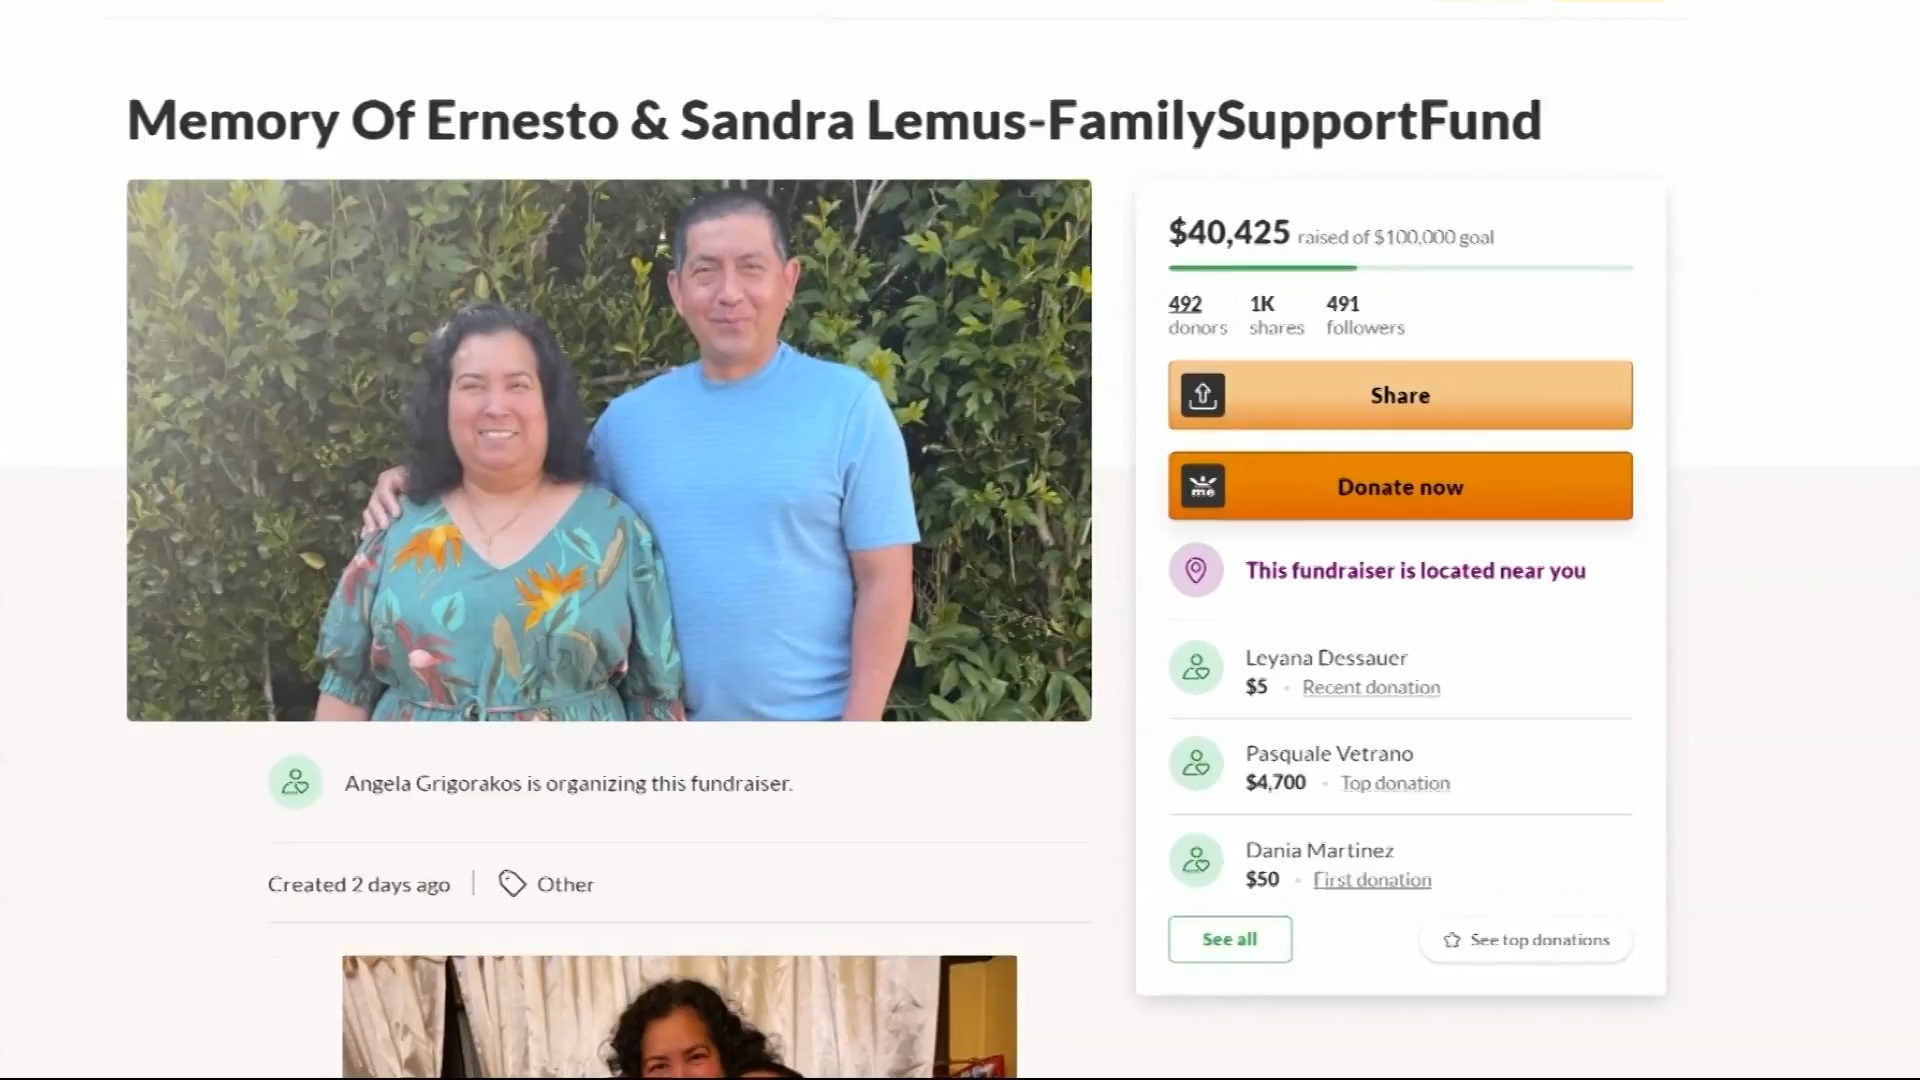 Memory Of Ernesto & Sandra Lemus-FamilySupportFund
$40,425 raised of $100,000 goal
492 donors
1K shares
491 followers
Share
me
Donate now
This fundraiser is located near you
Leyana Dessauer
$5 • Recent donation
Pasquale Vetrano
$4,700 • Top donation
Dania Martinez
$50 • First donation
See all
See top donations
Angela Grigorakos is organizing this fundraiser.
Created 2 days ago
Other